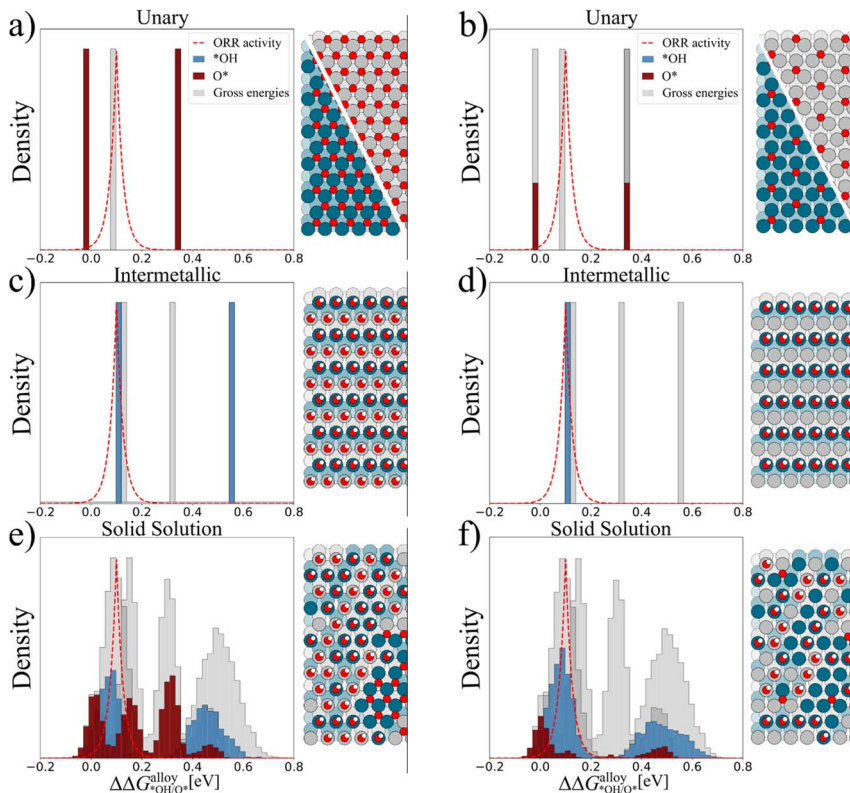 a)
Unary
ORR activity
*OH
O*
Gross energies
Density
−0.2 0.0 0.2 0.4 0.6 0.8
b)
Unary
ORR activity
*OH
O*
Gross energies
Density
−0.2 0.0 0.2 0.4 0.6 0.8
c)
Intermetallic
Density
−0.2 0.0 0.2 0.4 0.6 0.8
d)
Intermetallic
Density
−0.2 0.0 0.2 0.4 0.6 0.8
e)
Solid Solution
Density
−0.2 0.0 0.2 0.4 0.6 0.8
ΔΔG^alloy_*OH/O* [eV]
f)
Solid Solution
Density
−0.2 0.0 0.2 0.4 0.6 0.8
ΔΔG^alloy_*OH/O* [eV]